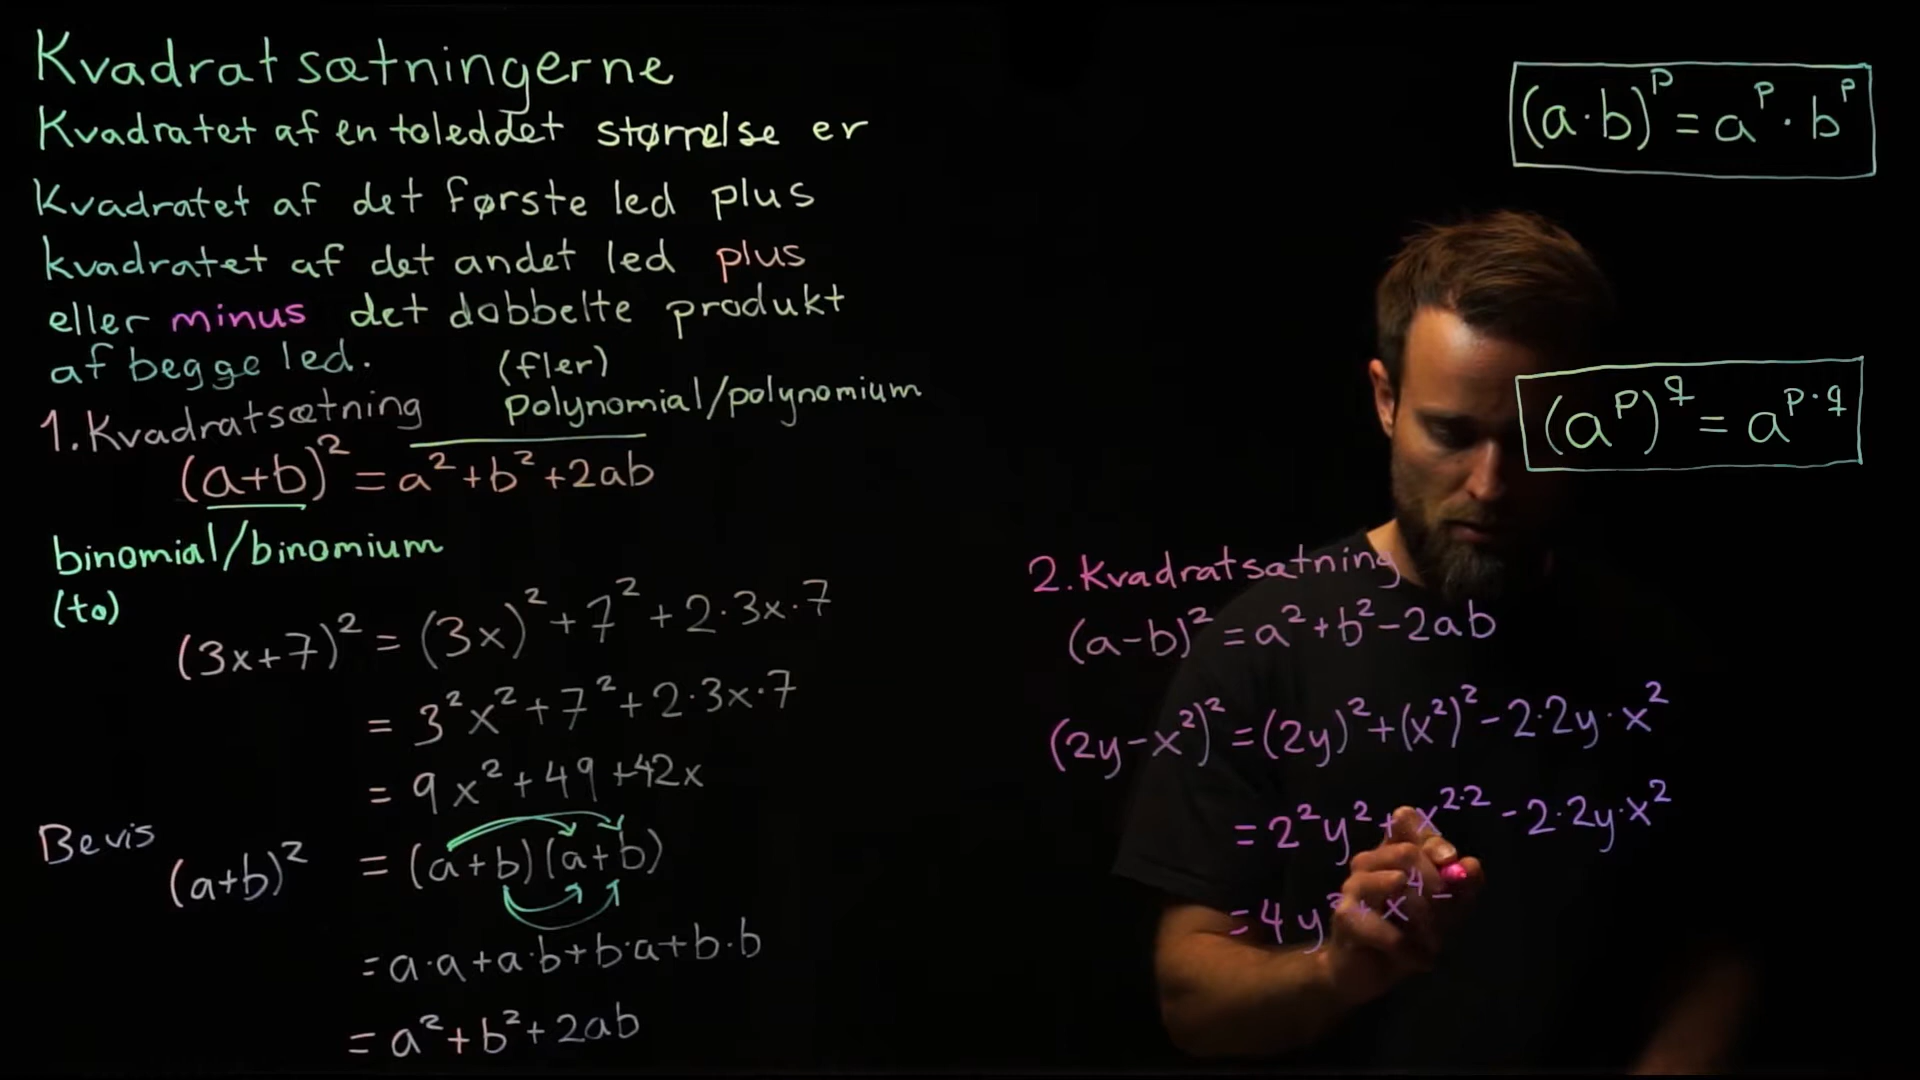 Kvadratsætningerne
Kvadratet af en toleddet størrelse er
Kvadratet af det første led plus
kvadratet af det andet led plus
eller minus det dobbelte produkt
af begge led.
(fler)
1. Kvadratsætning
polynomial/polynomium
(a+b)² = a² + b² + 2ab
binomial/binomium
(to)
(3x+7)² = (3x)² + 7² + 2·3x·7
= 3²x² + 7² + 2·3x·7
= 9x² + 49 + 42x
Bevis
(a+b)² = (a+b)(a+b)
= a·a + a·b + b·a + b·b
= a² + b² + 2ab
(a·b)ᵖ = aᵖ · bᵖ
(aᵖ)^q = a^(p·q)
2. Kvadratsætning
(a-b)² = a² + b² - 2ab
(2y-x²)² = (2y)² + (x²)² - 2·2y·x²
= 2²y² + x^(2·2) - 2·2y·x²
= 4y² + x⁴ -